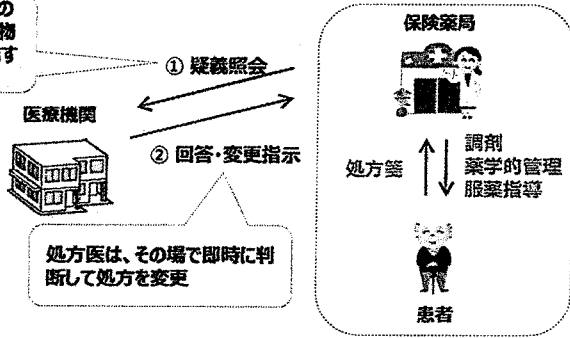 の
物
す
① 疑義照会
医療機関
② 回答・変更指示
処方医は、その場で即時に判
断して処方を変更
保険薬局
処方箋
調剤
薬学的管理
服薬指導
患者